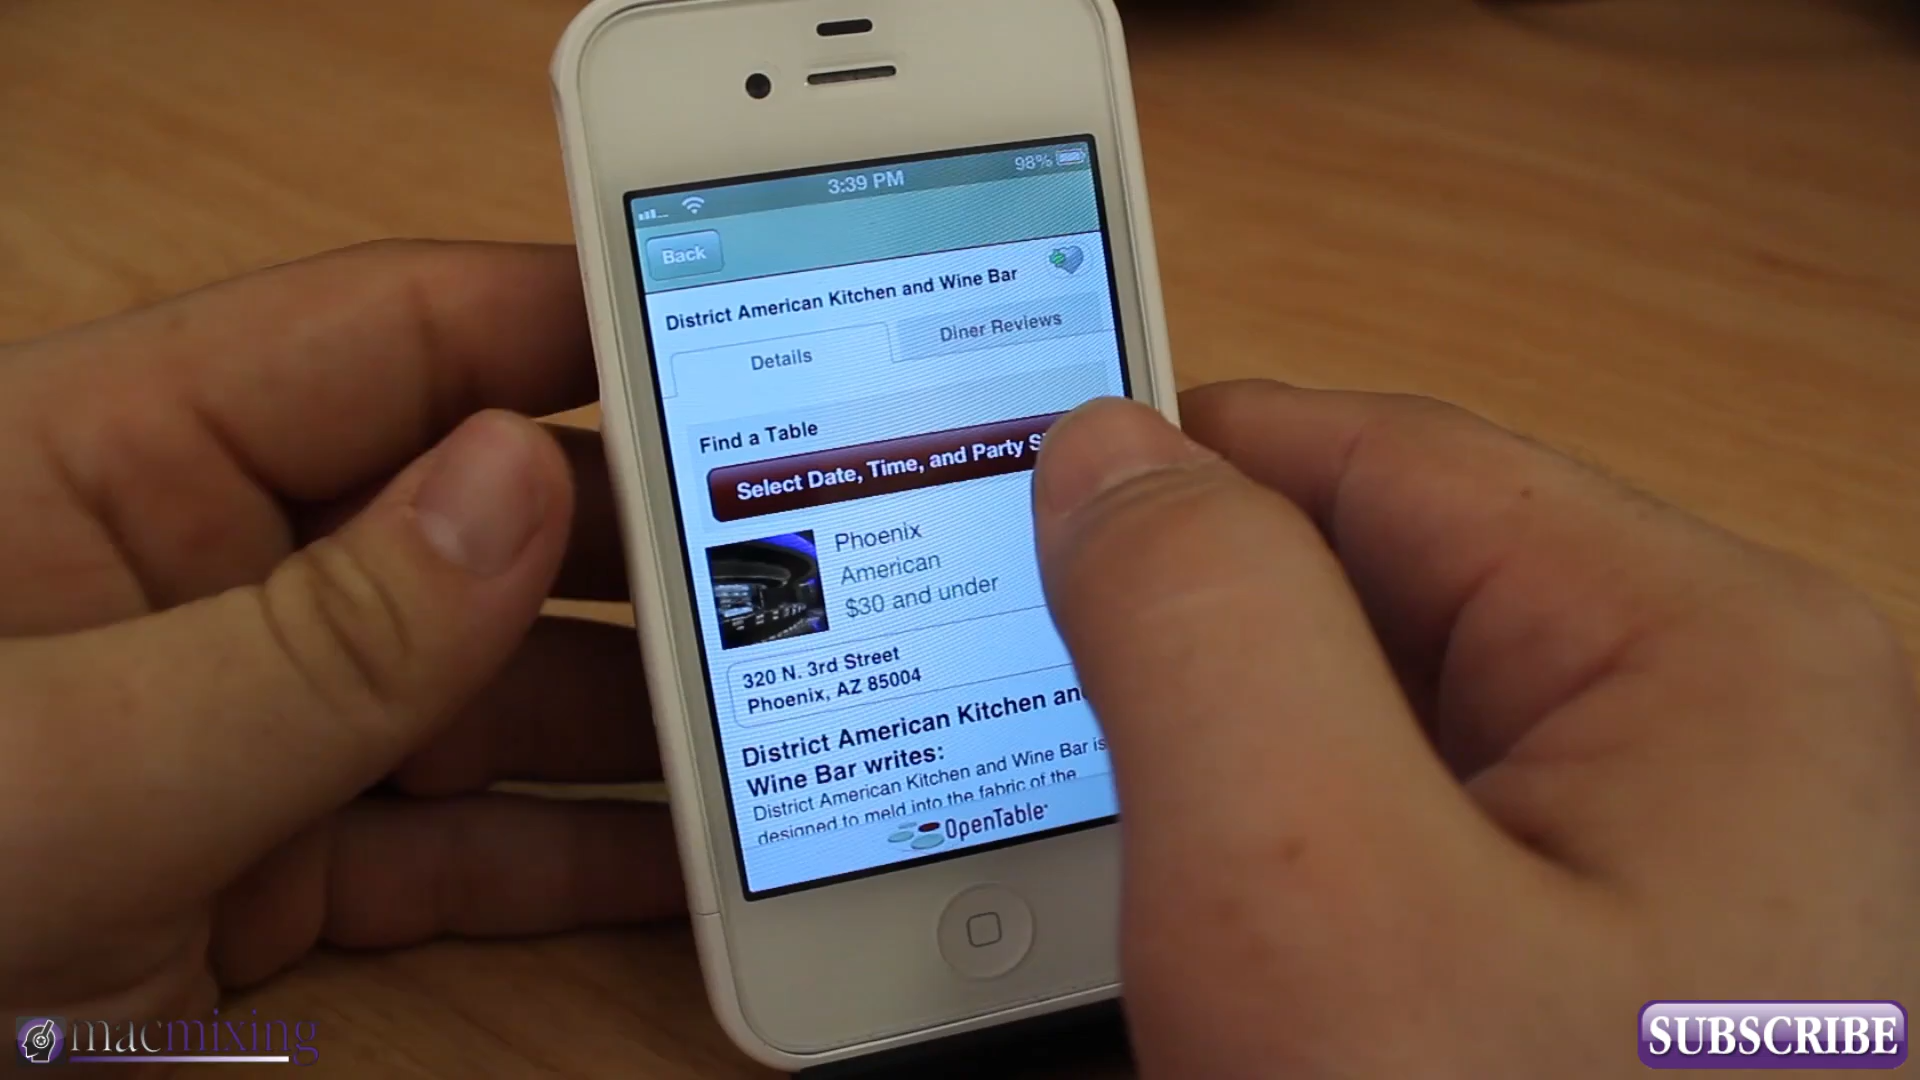 3:39 PM
98%
Back
District American Kitchen and Wine Bar
Details
Diner Reviews
Find a Table
Select Date, Time, and Party
Phoenix
American
$30 and under
320 N. 3rd Street
Phoenix, AZ 85004
District American Kitchen and
Wine Bar writes:
District American Kitchen and Wine Bar is
designed to meld into the fabric of the
OpenTable
macmixing
SUBSCRIBE